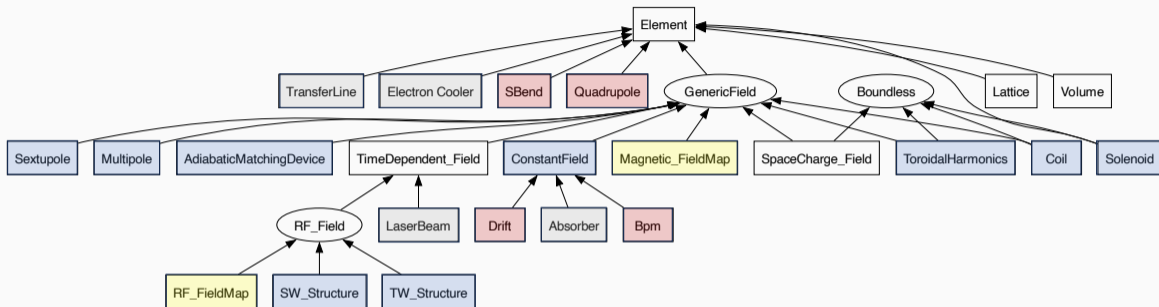 Element
TransferLine
Electron Cooler
SBend
Quadrupole
GenericField
Boundless
Lattice
Volume
Sextupole
Multipole
AdiabaticMatchingDevice
TimeDependent_Field
ConstantField
Magnetic_FieldMap
SpaceCharge_Field
ToroidalHarmonics
Coil
Solenoid
RF_Field
LaserBeam
Drift
Absorber
Bpm
RF_FieldMap
SW_Structure
TW_Structure